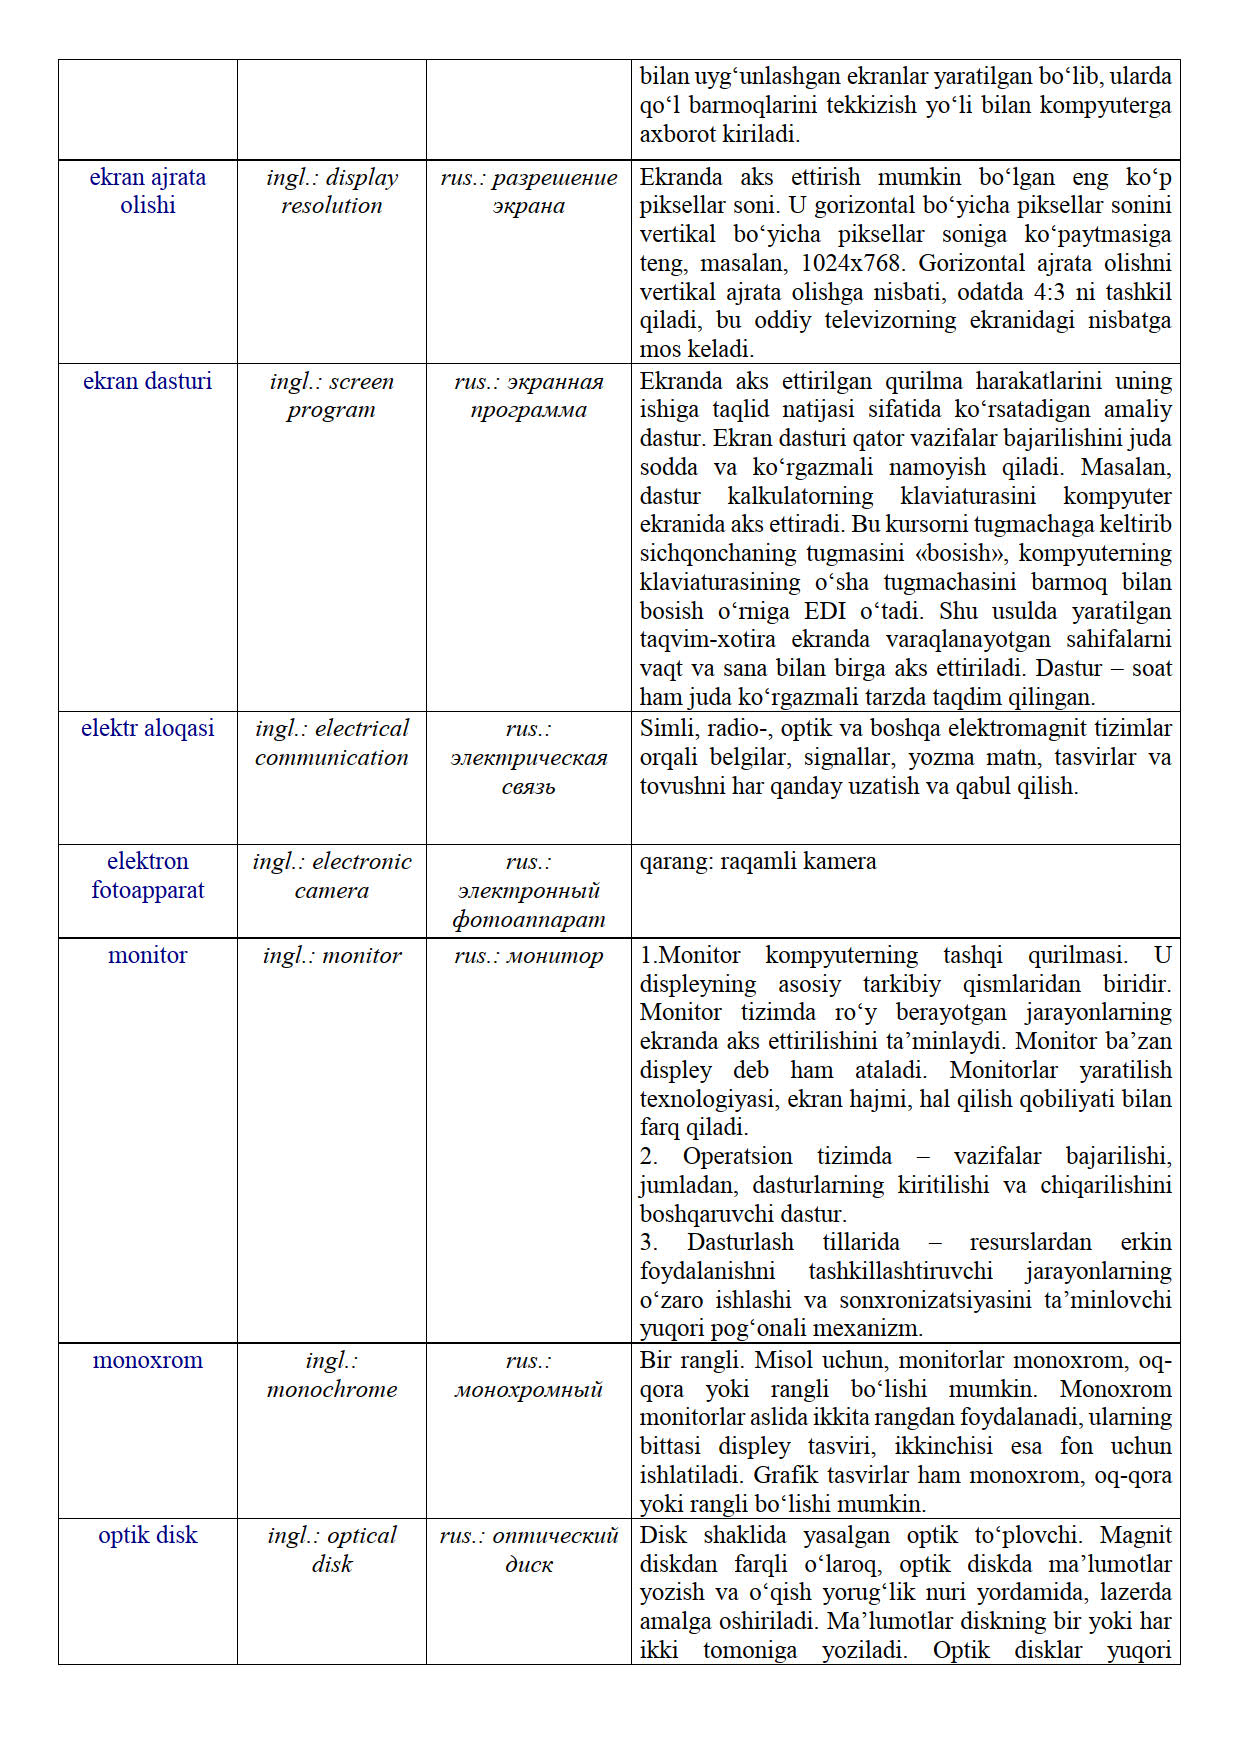 bilan uyg‘unlashgan ekranlar yaratilgan bo‘lib, ularda
qo‘l barmoqlarini tekkizish yo‘li bilan kompyuterga
axborot kiriladi.
ekran ajrata
olishi
ingl.: display
resolution
rus.: разрешение
экрана
Ekranda aks ettirish mumkin bo‘lgan eng ko‘p
piksellar soni. U gorizontal bo‘yicha piksellar sonini
vertikal bo‘yicha piksellar soniga ko‘paytmasiga
teng, masalan, 1024x768. Gorizontal ajrata olishni
vertikal ajrata olishga nisbati, odatda 4:3 ni tashkil
qiladi, bu oddiy televizorning ekranidagi nisbatga
mos keladi.
ekran dasturi
ingl.: screen
program
rus.: экранная
программа
Ekranda aks ettirilgan qurilma harakatlarini uning
ishiga taqlid natijasi sifatida ko‘rsatadigan amaliy
dastur. Ekran dasturi qator vazifalar bajarilishini juda
sodda va ko‘rgazmali namoyish qiladi. Masalan,
dastur kalkulatorning klaviaturasini kompyuter
ekranida aks ettiradi. Bu kursorni tugmachaga keltirib
sichqonchaning tugmasini «bosish», kompyuterning
klaviaturasining o‘sha tugmachasini barmoq bilan
bosish o‘rniga EDI o‘tadi. Shu usulda yaratilgan
taqvim-xotira ekranda varaqlanayotgan sahifalarni
vaqt va sana bilan birga aks ettiriladi. Dastur – soat
ham juda ko‘rgazmali tarzda taqdim qilingan.
elektr aloqasi
ingl.: electrical
communication
rus.:
электрическая
связь
Simli, radio-, optik va boshqa elektromagnit tizimlar
orqali belgilar, signallar, yozma matn, tasvirlar va
tovushni har qanday uzatish va qabul qilish.
elektron
fotoapparat
ingl.: electronic
camera
rus.:
электронный
фотоаппарат
qarang: raqamli kamera
monitor
ingl.: monitor
rus.: монитор
1.Monitor kompyuterning tashqi qurilmasi. U
displeyning asosiy tarkibiy qismlaridan biridir.
Monitor tizimda ro‘y berayotgan jarayonlarning
ekranda aks ettirilishini ta’minlaydi. Monitor ba’zan
displey deb ham ataladi. Monitorlar yaratilish
texnologiyasi, ekran hajmi, hal qilish qobiliyati bilan
farq qiladi.
2. Operatsion tizimda – vazifalar bajarilishi,
jumladan, dasturlarning kiritilishi va chiqarilishini
boshqaruvchi dastur.
3. Dasturlash tillarida – resurslardan erkin
foydalanishni tashkillashtiruvchi jarayonlarning
o‘zaro ishlashi va sonxronizatsiyasini ta’minlovchi
yuqori pog‘onali mexanizm.
monoxrom
ingl.:
monochrome
rus.:
монохромный
Bir rangli. Misol uchun, monitorlar monoxrom, oq-
qora yoki rangli bo‘lishi mumkin. Monoxrom
monitorlar aslida ikkita rangdan foydalanadi, ularning
bittasi displey tasviri, ikkinchisi esa fon uchun
ishlatiladi. Grafik tasvirlar ham monoxrom, oq-qora
yoki rangli bo‘lishi mumkin.
optik disk
ingl.: optical
disk
rus.: оптический
диск
Disk shaklida yasalgan optik to‘plovchi. Magnit
diskdan farqli o‘laroq, optik diskda ma’lumotlar
yozish va o‘qish yorug‘lik nuri yordamida, lazerda
amalga oshiriladi. Ma’lumotlar diskning bir yoki har
ikki tomoniga yoziladi. Optik disklar yuqori